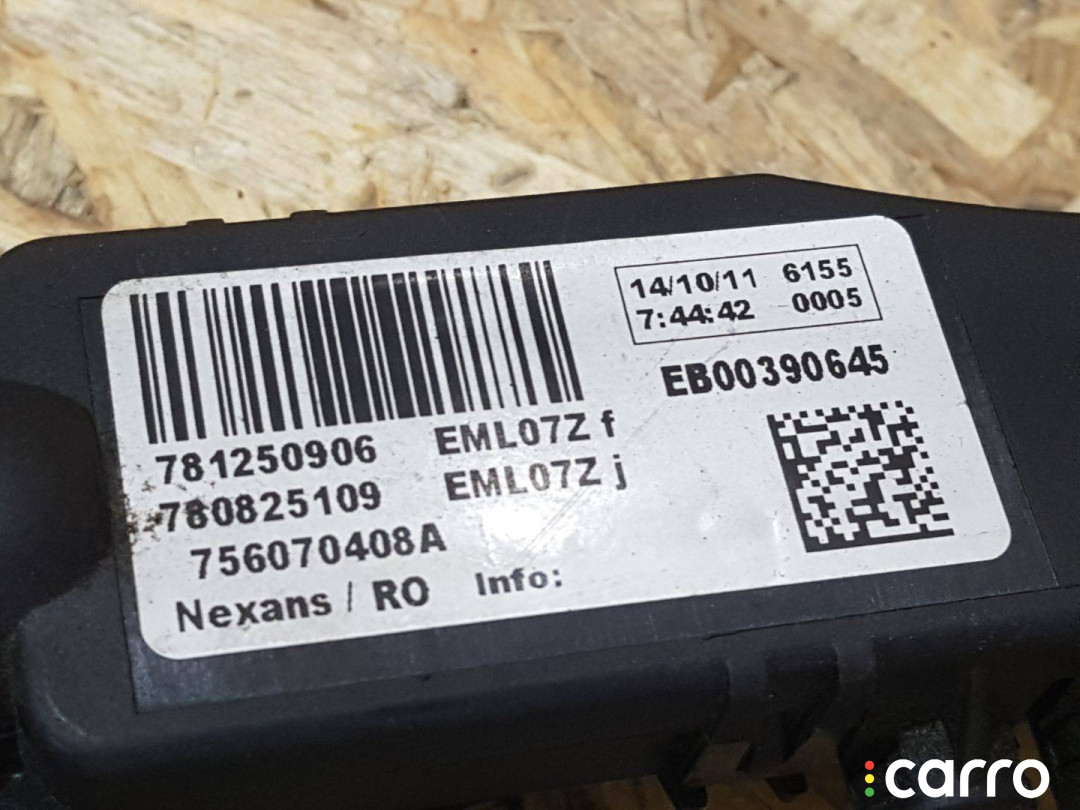 14/10/11 6155
7:44:42 0005
EB00390645
781250906 EML07Z f
780825109 EML07Z j
756070408A
Nexans / RO Info:
carro